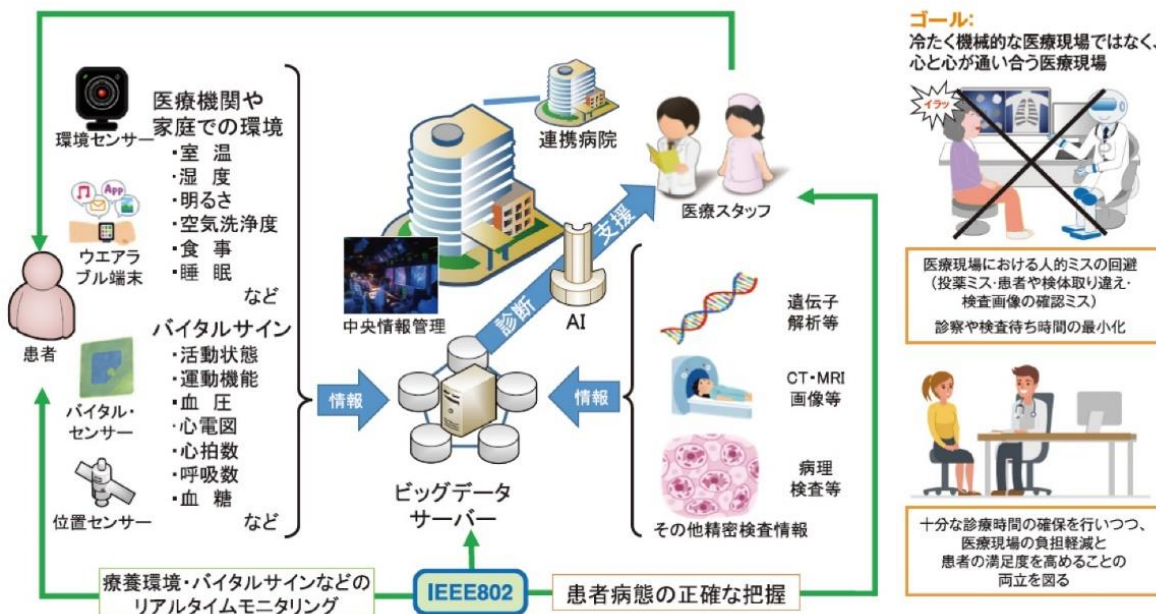 環境センサー
ウエアラ
ブル端末
App
患者
バイタル・
センサー
位置センサー
医療機関や
家庭での環境
・室 温
・湿 度
・明るさ
・空気洗浄度
・食 事
・睡 眠
など
バイタルサイン
・活動状態
・運動機能
・血 圧
・心電図
・心拍数
・呼吸数
・血 糖
など
情報
連携病院
中央情報管理
診断
AI
支援
医療スタッフ
ビッグデータ
サーバー
情報
遺伝子
解析等
CT・MRI
画像等
病理
検査等
その他精密検査情報
療養環境・バイタルサインなどの
リアルタイムモニタリング
IEEE802
患者病態の正確な把握
ゴール:
冷たく機械的な医療現場ではなく、
心と心が通い合う医療現場
イラッ
医療現場における人的ミスの回避
(投薬ミス・患者や検体取り違え・
検査画像の確認ミス)
診察や検査待ち時間の最小化
十分な診療時間の確保を行いつつ、
医療現場の負担軽減と
患者の満足度を高めることの
両立を図る